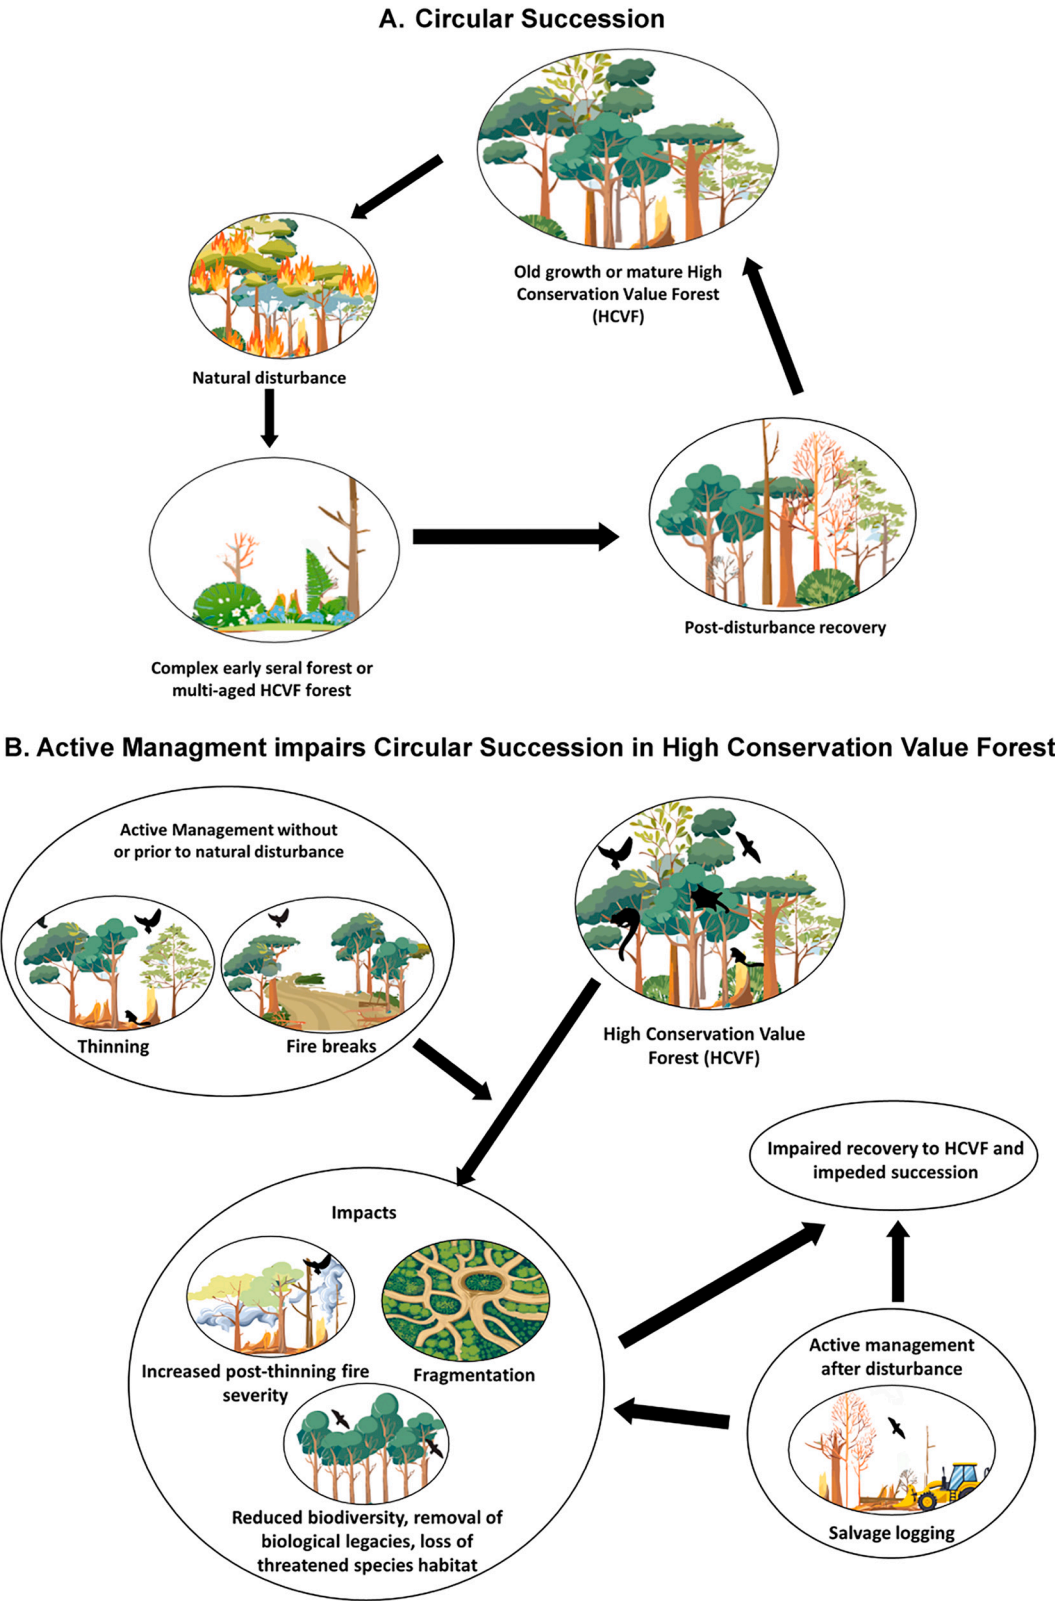 A. Circular Succession
Old growth or mature High
Conservation Value Forest
(HCVF)
Natural disturbance
Post-disturbance recovery
Complex early seral forest or
multi-aged HCVF forest
B. Active Managment impairs Circular Succession in High Conservation Value Forest
Active Management without
or prior to natural disturbance
Thinning
Fire breaks
High Conservation Value
Forest (HCVF)
Impaired recovery to HCVF and
impeded succession
Impacts
Increased post-thinning fire
severity
Fragmentation
Reduced biodiversity, removal of
biological legacies, loss of
threatened species habitat
Active management
after disturbance
Salvage logging